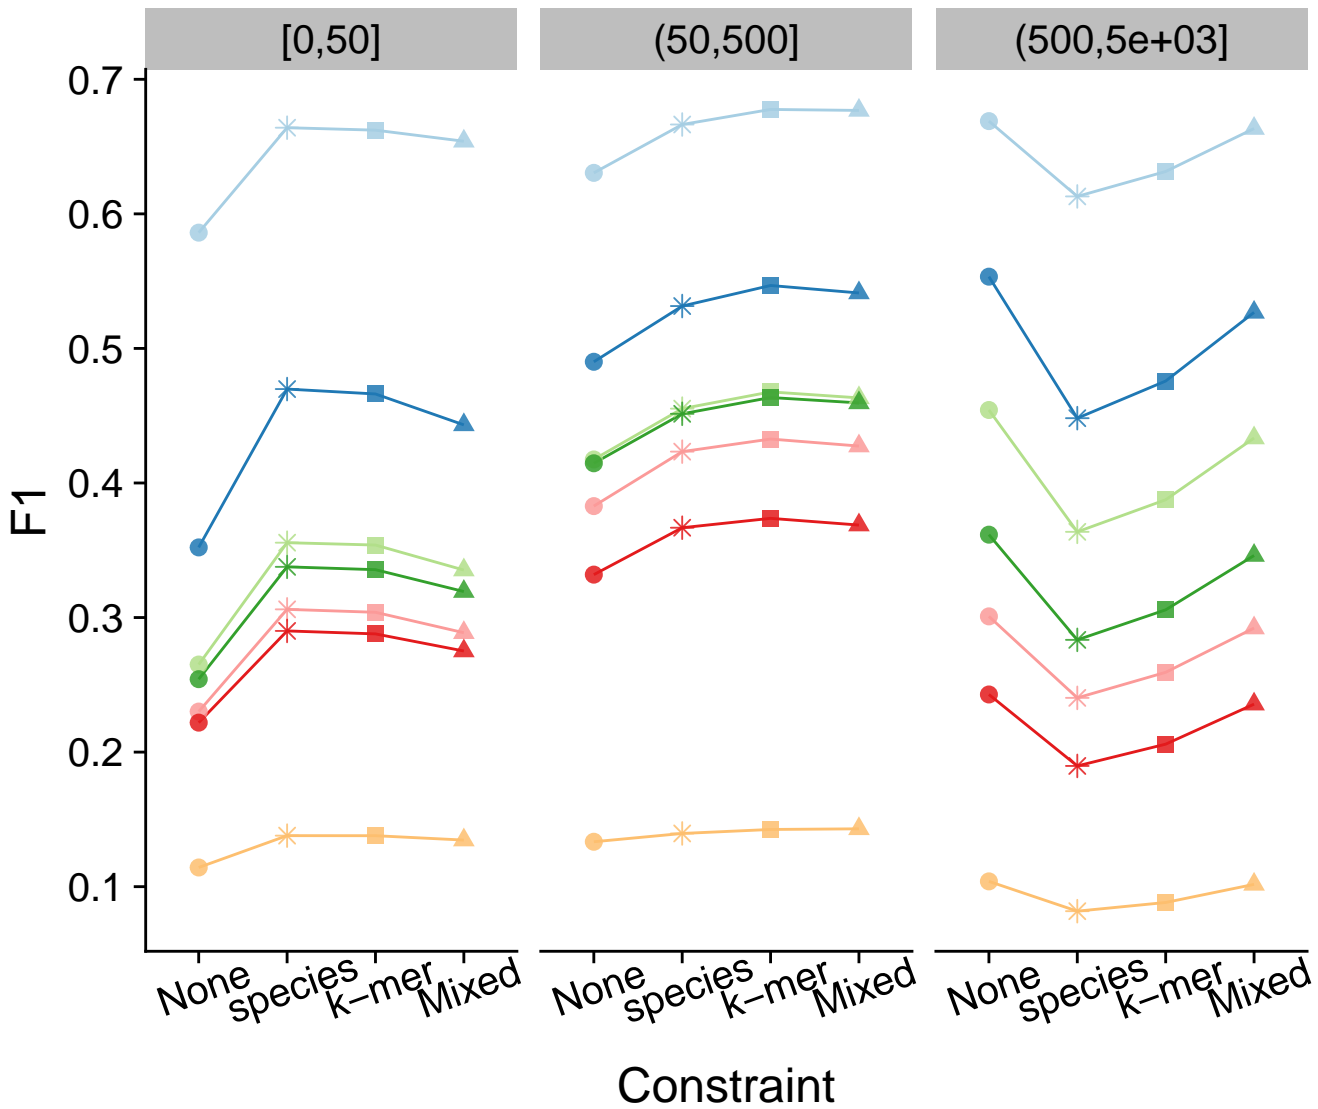 [0,50] (50,500] (500,5e+03]
0.7
0.6
0.5
0.4
0.3
0.2
0.1
F1
None species k−mer Mixed None species k−mer Mixed None species k−mer Mixed
Constraint